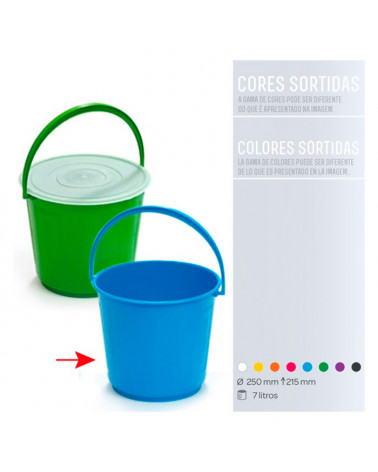 CORES SORTIDAS
A GAMA DE CORES PODE SER DIFERENTE
DO QUE É APRESENTADO NA IMAGEM.
COLORES SORTIDAS
LA GAMA DE COLORES PUEDE SER DIFERENTE
DE LO QUE ES PRESENTADO EN LA IMAGEM.
Ø 250 mm 215 mm
7 litros